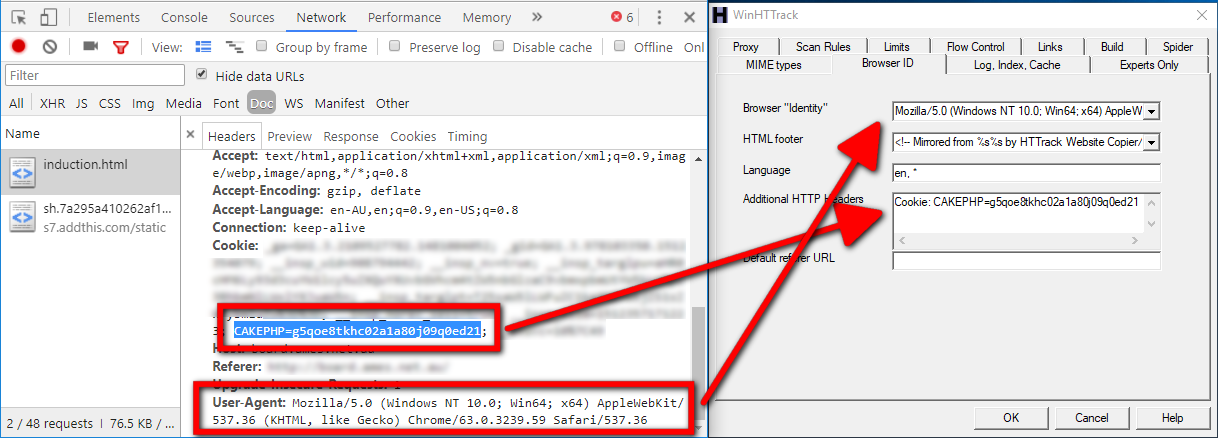 Elements Console Sources Network Performance Memory » 6
View: Group by frame Preserve log Disable cache Offline Onl
Filter
Hide data URLs
All XHR JS CSS Img Media Font Doc WS Manifest Other
Name
induction.html
sh.7a295a410262af1...
s7.addthis.com/static
2 / 48 requests | 76.5 KB / ...
× Headers Preview Response Cookies Timing
Accept: text/html,application/xhtml+xml,application/xml;q=0.9,imag
e/webp,image/apng,*/*;q=0.8
Accept-Encoding: gzip, deflate
Accept-Language: en-AU,en;q=0.9,en-US;q=0.8
Connection: keep-alive
Cookie:
CAKEPHP=g5qoe8tkhc02a1a80j09q0ed21;
Referer:
Upgrade-Insecure-Requests: 1
User-Agent: Mozilla/5.0 (Windows NT 10.0; Win64; x64) AppleWebKit/
537.36 (KHTML, like Gecko) Chrome/63.0.3239.59 Safari/537.36
WinHTTrack
Proxy Scan Rules Limits Flow Control Links Build Spider
MIME types Browser ID Log, Index, Cache Experts Only
Browser "Identity" Mozilla/5.0 (Windows NT 10.0; Win64; x64) AppleW
HTML footer <!-- Mirrored from %s%s by HTTrack Website Copier/
Language en, *
Additional HTTP Headers Cookie: CAKEPHP=g5qoe8tkhc02a1a80j09q0ed21
Default referer URL
OK Cancel Help